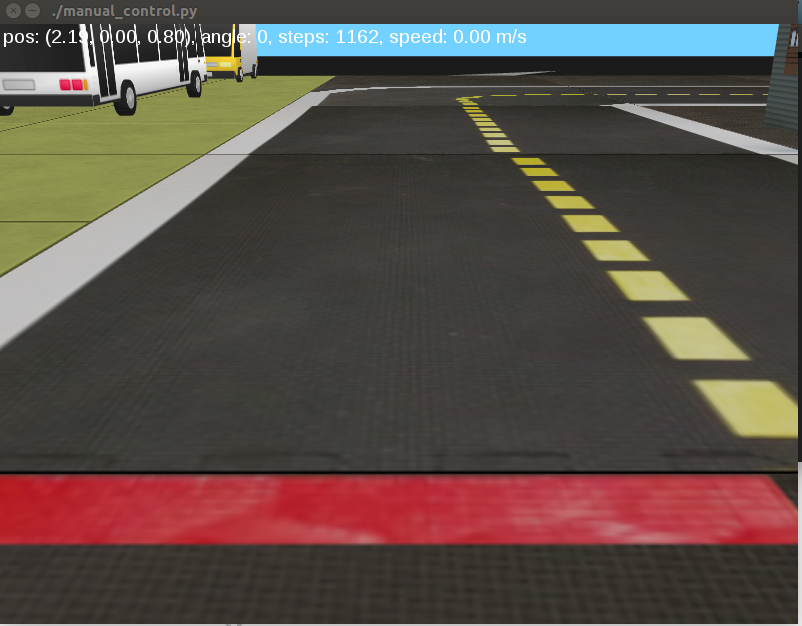 ./manual_control.py
pos: (2.19, 0.00, 0.80), angle: 0, steps: 1162, speed: 0.00 m/s